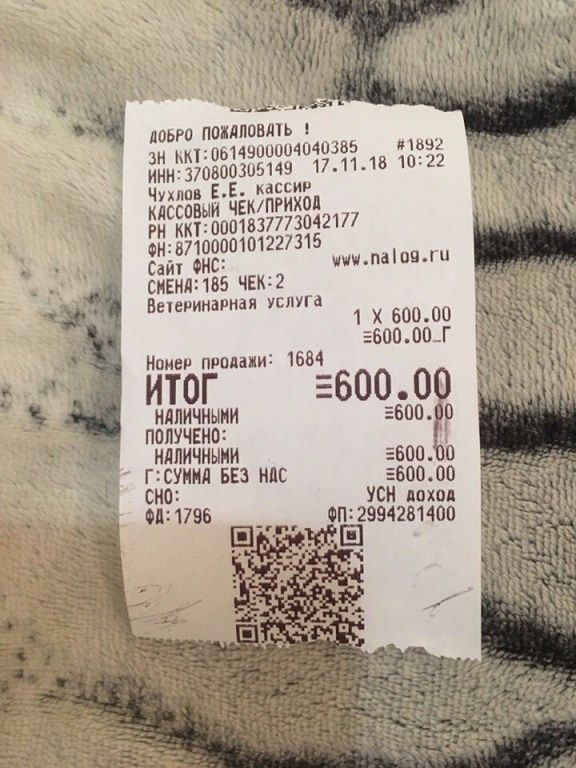 ДОБРО ПОЖАЛОВАТЬ !
ЗН ККТ:0614900004040385 #1892
ИНН:370800305149 17.11.18 10:22
Чухлов Е.Е. кассир
КАССОВЫЙ ЧЕК/ПРИХОД
РН ККТ:0001837773042177
ФН:8710000101227315
Сайт ФНС: www.nalog.ru
СМЕНА:185 ЧЕК:2
Ветеринарная услуга
1 X 600.00
≡600.00_Г
Номер продажи: 1684
ИТОГ ≡600.00
НАЛИЧНЫМИ ≡600.00
ПОЛУЧЕНО:
НАЛИЧНЫМИ ≡600.00
Г:СУММА БЕЗ НДС ≡600.00
СНО: УСН доход
ФД:1796 ФП:2994281400